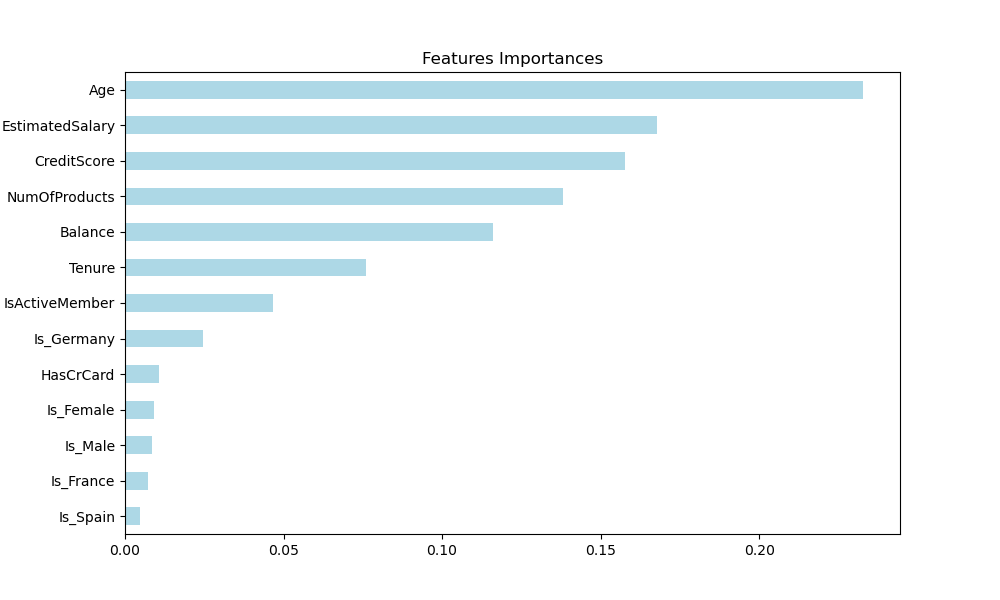 Features Importances
Age
EstimatedSalary
CreditScore
NumOfProducts
Balance
Tenure
IsActiveMember
Is_Germany
HasCrCard
Is_Female
Is_Male
Is_France
Is_Spain
0.00 0.05 0.10 0.15 0.20